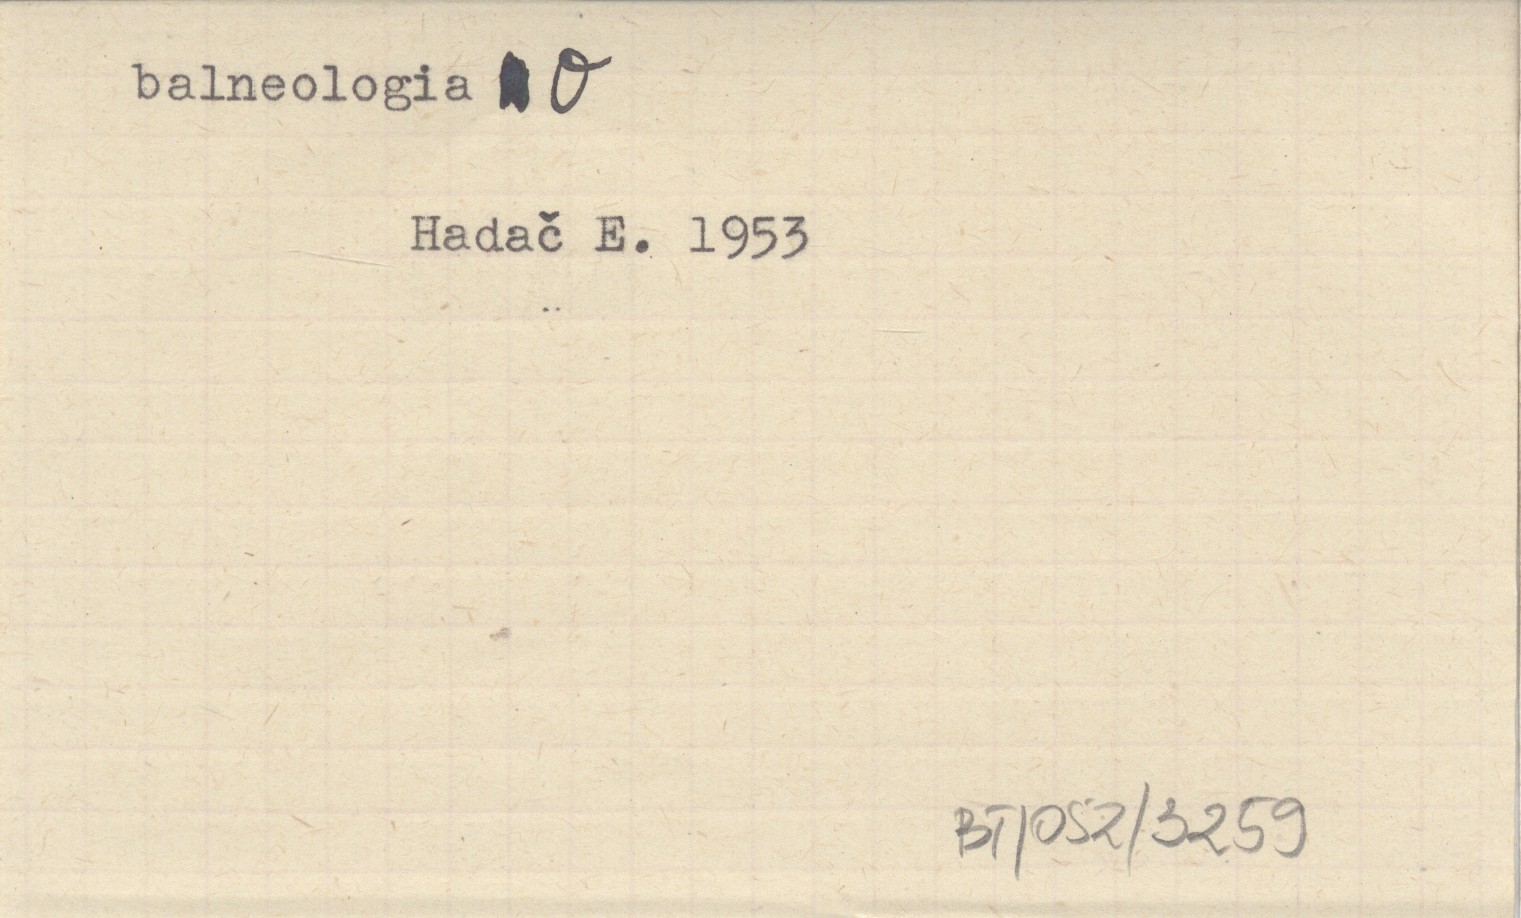 balneologia O
Hadač E. 1953
BT/OSZ/3259